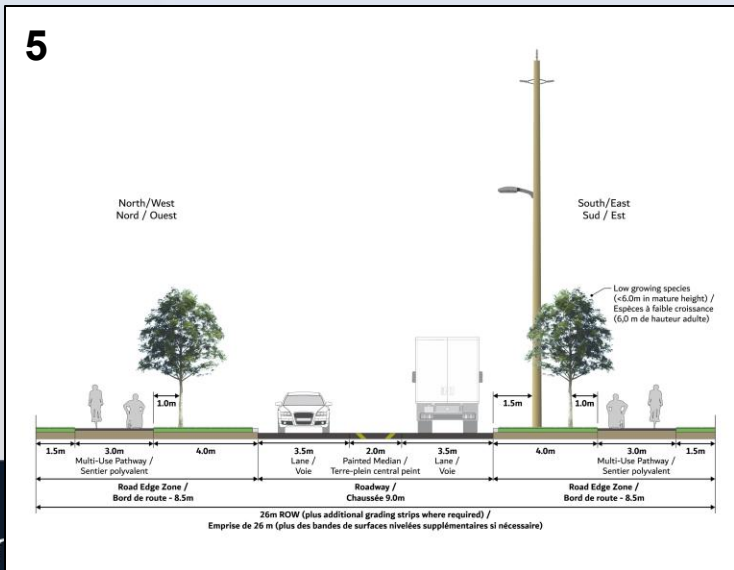 5
North/West
Nord / Ouest
South/East
Sud / Est
Low growing species
(<6.0m in mature height) /
Espèces à faible croissance
(6,0 m de hauteur adulte)
1.0m
1.5m
1.0m
1.5m
3.0m
4.0m
3.5m
2.0m
3.5m
4.0m
3.0m
1.5m
Multi-Use Pathway /
Sentier polyvalent
Lane /
Voie
Painted Median /
Terre-plein central peint
Lane /
Voie
Multi-Use Pathway /
Sentier polyvalent
Road Edge Zone /
Bord de route - 8.5m
Roadway /
Chaussée 9.0m
Road Edge Zone /
Bord de route - 8.5m
26m ROW (plus additional grading strips where required) /
Emprise de 26 m (plus des bandes de surfaces nivelées supplémentaires si nécessaire)